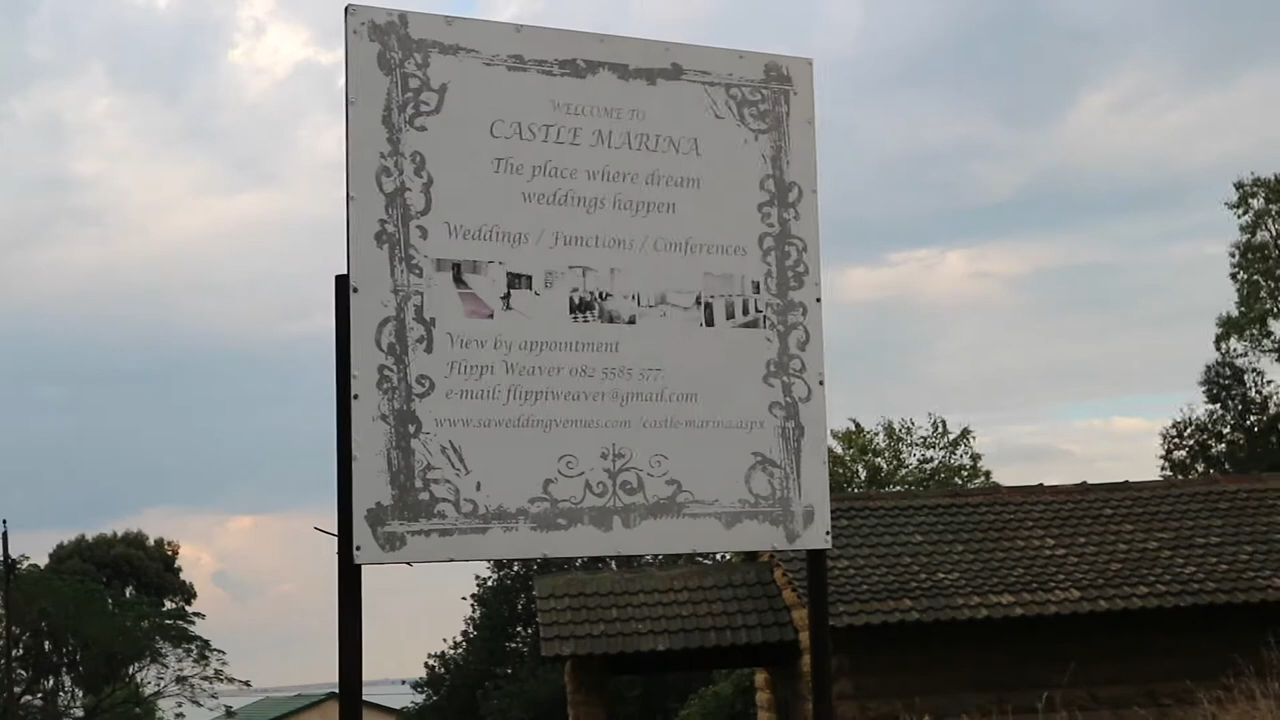 WELCOME TO
CASTLE MARINA
The place where dream
weddings happen
Weddings / Functions / Conferences
View by appointment
Flippi Weaver 082 5585 377
e-mail: flippiweaver@gmail.com
www.saweddingvenues.com /castle-marina.aspx